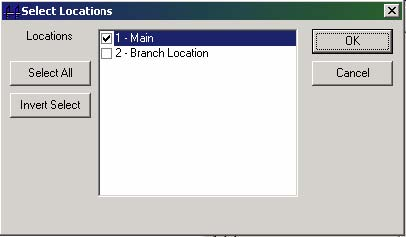 Select Locations
Locations
1 - Main
2 - Branch Location
Select All
Invert Select
OK
Cancel